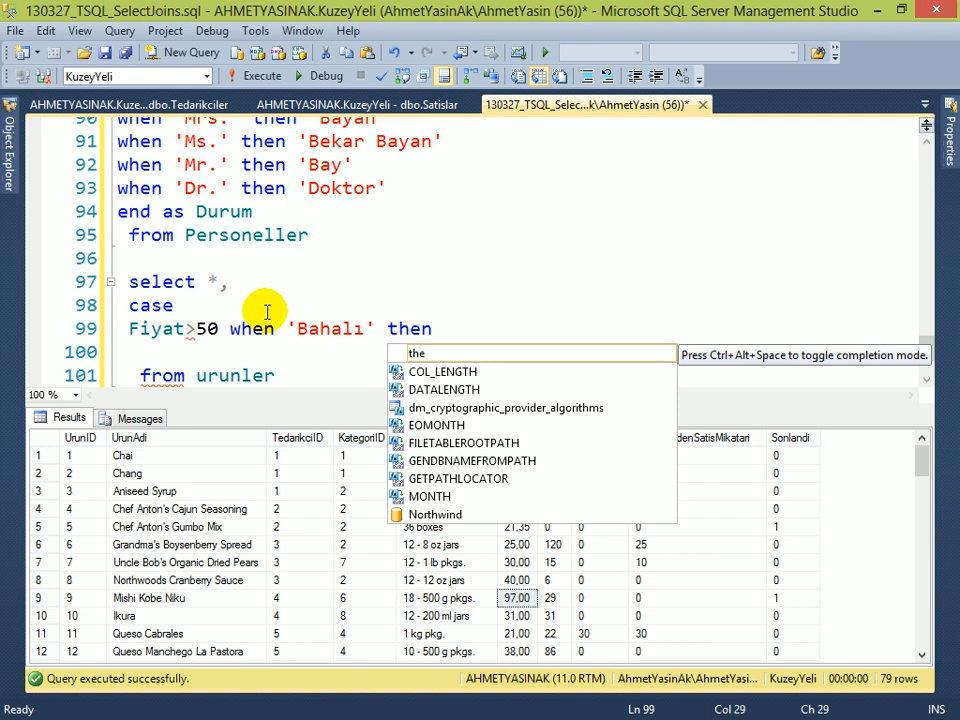 130327_TSQL_SelectJoins.sql - AHMETYASINAK.KuzeyYeli (AhmetYasinAk\AhmetYasin (56))* - Microsoft SQL Server Management Studio
File Edit View Query Project Debug Tools Window Help
New Query
KuzeyYeli Execute Debug
AHMETYASINAK.Kuze...dbo.Tedarikciler AHMETYASINAK.KuzeyYeli - dbo.Satislar 130327_TSQL_Selec...k\AhmetYasin (56))*
Object Explorer
Properties
90 when 'Mrs.' then 'Bayan'
91 when 'Ms.' then 'Bekar Bayan'
92 when 'Mr.' then 'Bay'
93 when 'Dr.' then 'Doktor'
94 end as Durum
95 from Personeller
96
97 select *,
98 case
99 Fiyat>50 when 'Bahalı' then
100
101 from urunler
the
Press Ctrl+Alt+Space to toggle completion mode.
COL_LENGTH
DATALENGTH
dm_cryptographic_provider_algorithms
EOMONTH
FILETABLEROOTPATH
GENDBNAMEFROMPATH
GETPATHLOCATOR
MONTH
Northwind
100 %
Results Messages
UrunID UrunAdi TedarikciID KategoriID denSatisMikatari Sonlandi
1 1 Chai 1 1 0
2 2 Chang 1 1 0
3 3 Aniseed Syrup 1 2 0
4 4 Chef Anton's Cajun Seasoning 2 2 0
5 5 Chef Anton's Gumbo Mix 2 2 36 boxes 21,35 0 0 0 1
6 6 Grandma's Boysenberry Spread 3 2 12 - 8 oz jars 25,00 120 0 25 0
7 7 Uncle Bob's Organic Dried Pears 3 7 12 - 1 lb pkgs. 30,00 15 0 10 0
8 8 Northwoods Cranberry Sauce 3 2 12 - 12 oz jars 40,00 6 0 0 0
9 9 Mishi Kobe Niku 4 6 18 - 500 g pkgs. 97,00 29 0 0 1
10 10 Ikura 4 8 12 - 200 ml jars 31,00 31 0 0 0
11 11 Queso Cabrales 5 4 1 kg pkg. 21,00 22 30 30 0
12 12 Queso Manchego La Pastora 5 4 10 - 500 g pkgs. 38,00 86 0 0 0
Query executed successfully. AHMETYASINAK (11.0 RTM) AhmetYasinAk\AhmetYasi... KuzeyYeli 00:00:00 79 rows
Ready Ln 99 Col 29 Ch 29 INS